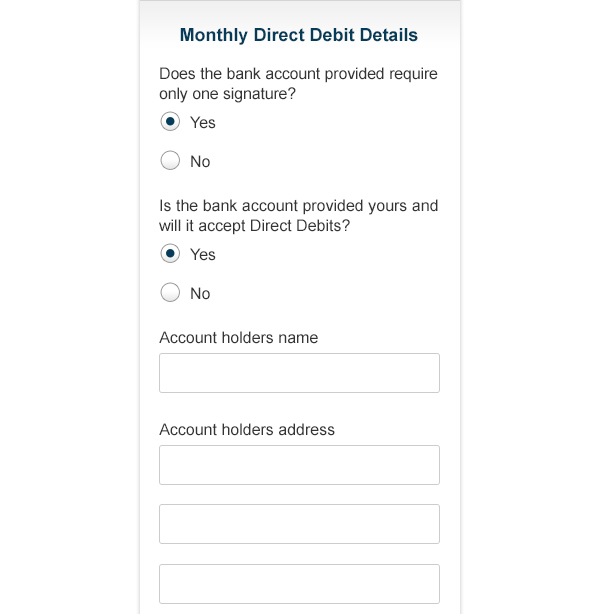 Monthly Direct Debit Details
Does the bank account provided require
only one signature?
Yes
No
Is the bank account provided yours and
will it accept Direct Debits?
Yes
No
Account holders name
Account holders address